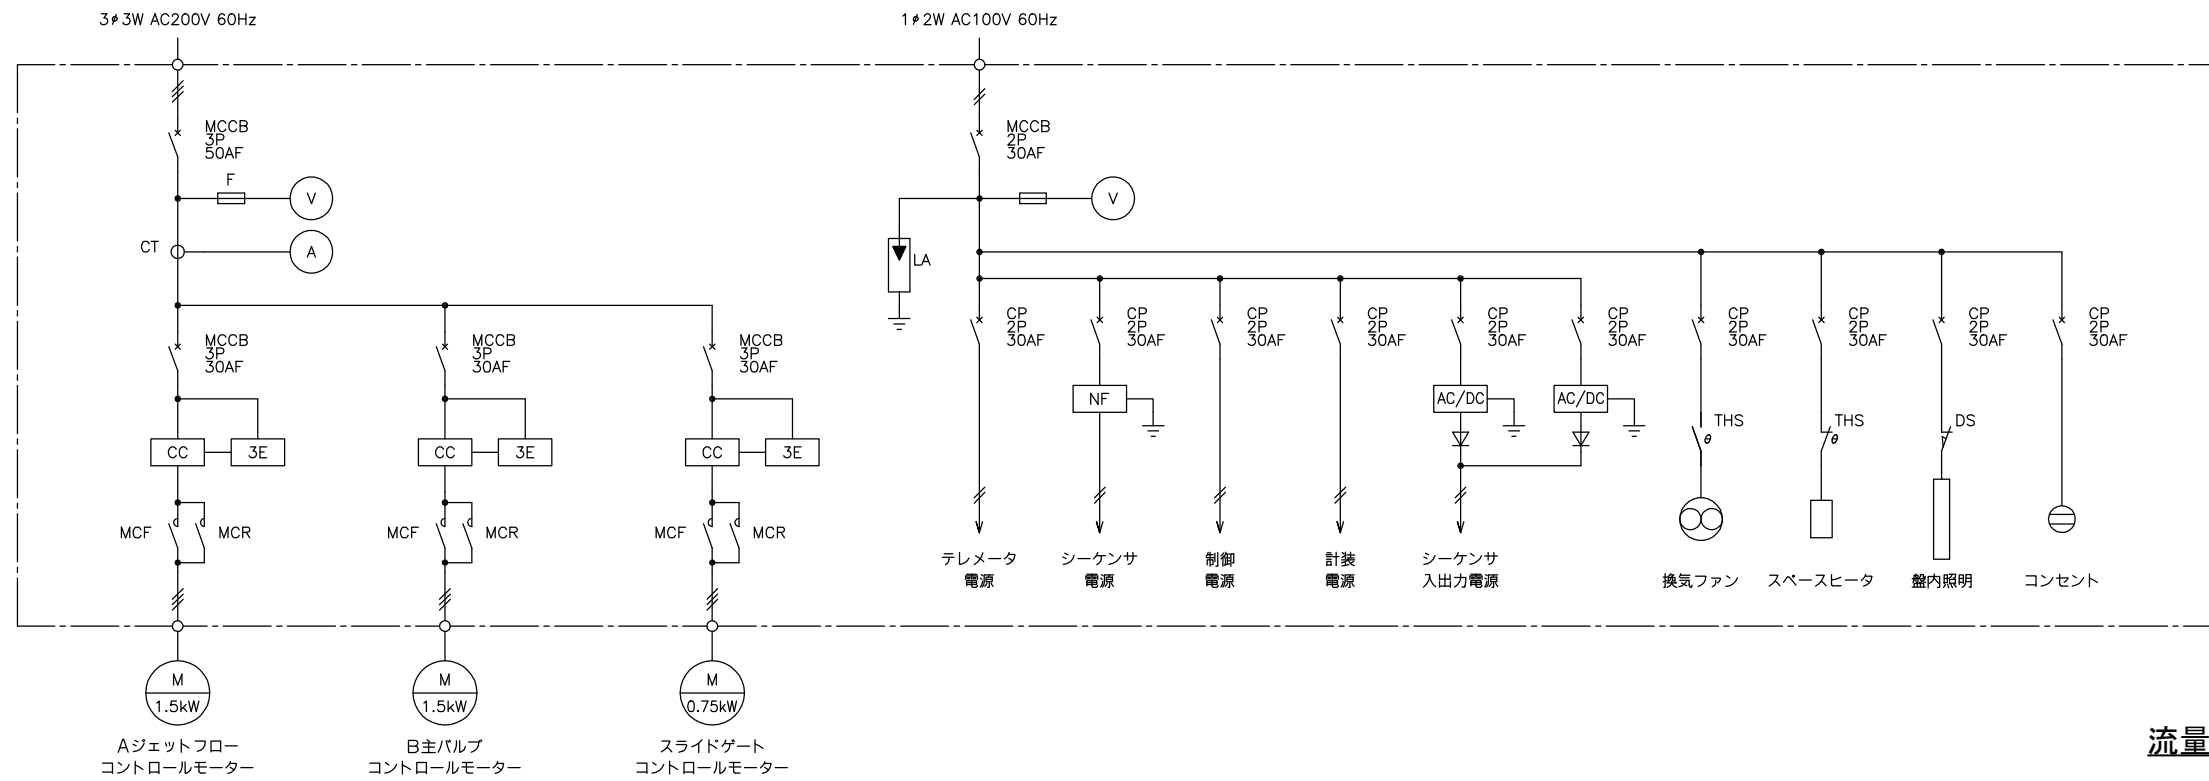 3φ3W AC200V 60Hz
1φ2W AC100V 60Hz
MCCB
3P
50AF
MCCB
2P
30AF
F
V
V
CT
A
LA
MCCB
3P
30AF
MCCB
3P
30AF
MCCB
3P
30AF
CP
2P
30AF
CP
2P
30AF
CP
2P
30AF
CP
2P
30AF
CP
2P
30AF
CP
2P
30AF
CP
2P
30AF
CP
2P
30AF
CP
2P
30AF
CP
2P
30AF
NF
AC/DC
AC/DC
THS
θ
THS
θ
DS
CC
3E
CC
3E
CC
3E
MCF
MCR
MCF
MCR
MCF
MCR
テレメータ
電源
シーケンサ
電源
制御
電源
計装
電源
シーケンサ
入出力電源
換気ファン
スペースヒータ
盤内照明
コンセント
M
1.5kW
M
1.5kW
M
0.75kW
Aジェットフロー
コントロールモーター
B主バルブ
コントロールモーター
スライドゲート
コントロールモーター
流量